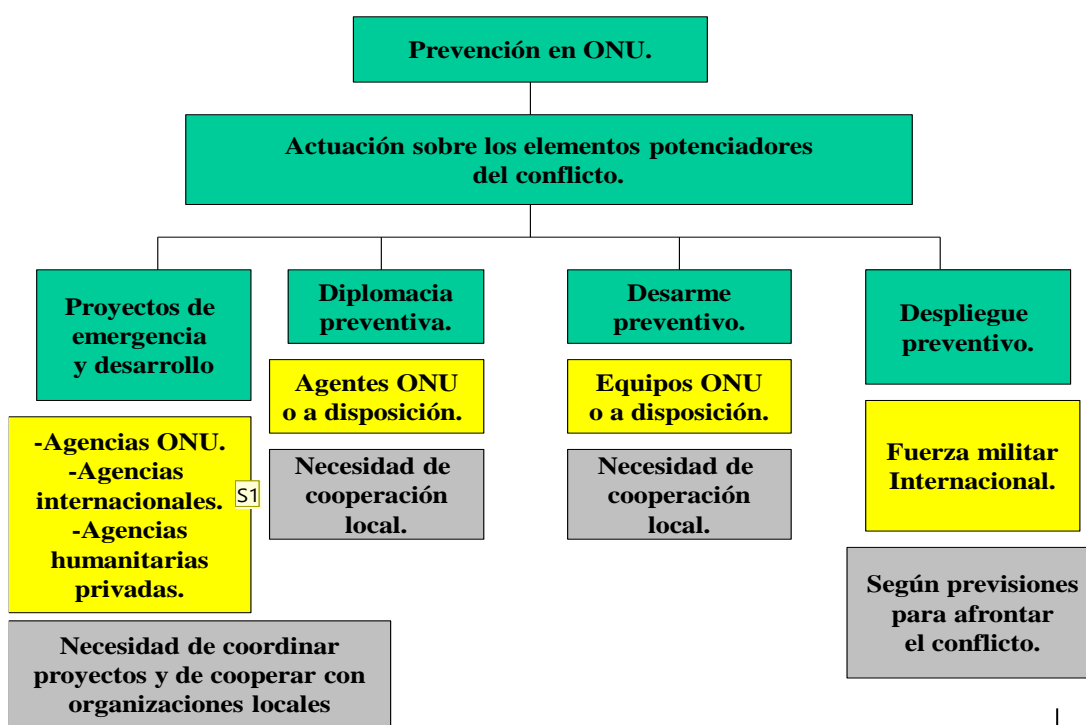 Prevención en ONU.
Actuación sobre los elementos potenciadores
del conflicto.
Proyectos de
emergencia
y desarrollo
-Agencias ONU.
-Agencias
internacionales.
-Agencias
humanitarias
privadas.
S1
Necesidad de coordinar
proyectos y de cooperar con
organizaciones locales
Diplomacia
preventiva.
Agentes ONU
o a disposición.
Necesidad de
cooperación
local.
Desarme
preventivo.
Equipos ONU
o a disposición.
Necesidad de
cooperación
local.
Despliegue
preventivo.
Fuerza militar
Internacional.
Según previsiones
para afrontar
el conflicto.